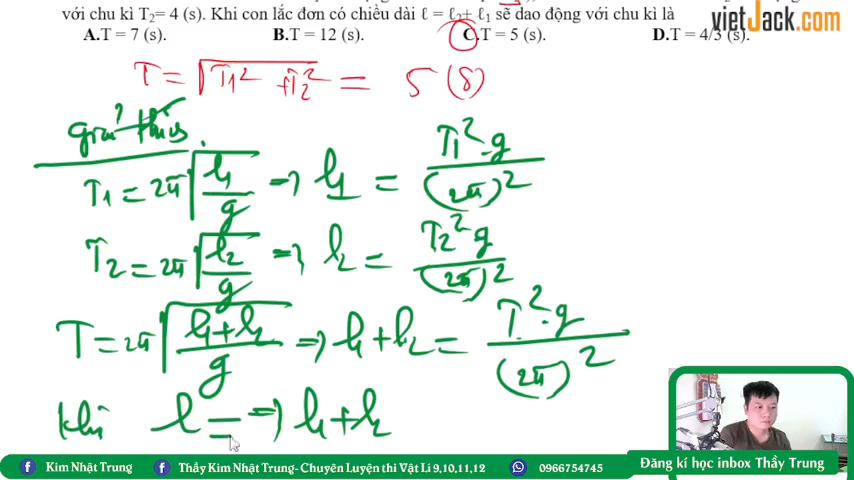 vietJack.com
với chu kì T₂= 4 (s). Khi con lắc đơn có chiều dài ℓ = ℓ₂+ ℓ₁ sẽ dao động với chu kì là
A.T = 7 (s). B.T = 12 (s). C.T = 5 (s). D.T = 4/3 (s).
T = √(T₁² + T₂²) = 5 (s)
giải thích.
T₁ = 2π√(l₁/g) => l₁ = T₁².g/(2π)²
T₂ = 2π√(l₂/g) => l₂ = T₂² g/(2π)²
T = 2π√(l₁+l₂/g) => l₁+l₂ = T².g/(2π)²
khi l = => l₁+l₂
Kim Nhật Trung Thầy Kim Nhật Trung- Chuyên Luyện thi Vật Lí 9,10,11,12 0966754745 Đăng kí học inbox Thầy Trung